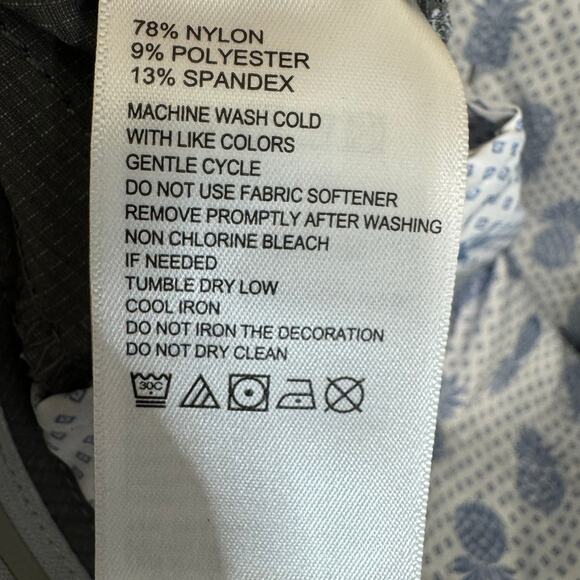 78% NYLON
9% POLYESTER
13% SPANDEX
MACHINE WASH COLD
WITH LIKE COLORS
GENTLE CYCLE
DO NOT USE FABRIC SOFTENER
REMOVE PROMPTLY AFTER WASHING
NON CHLORINE BLEACH
IF NEEDED
TUMBLE DRY LOW
COOL IRON
DO NOT IRON THE DECORATION
DO NOT DRY CLEAN
30C